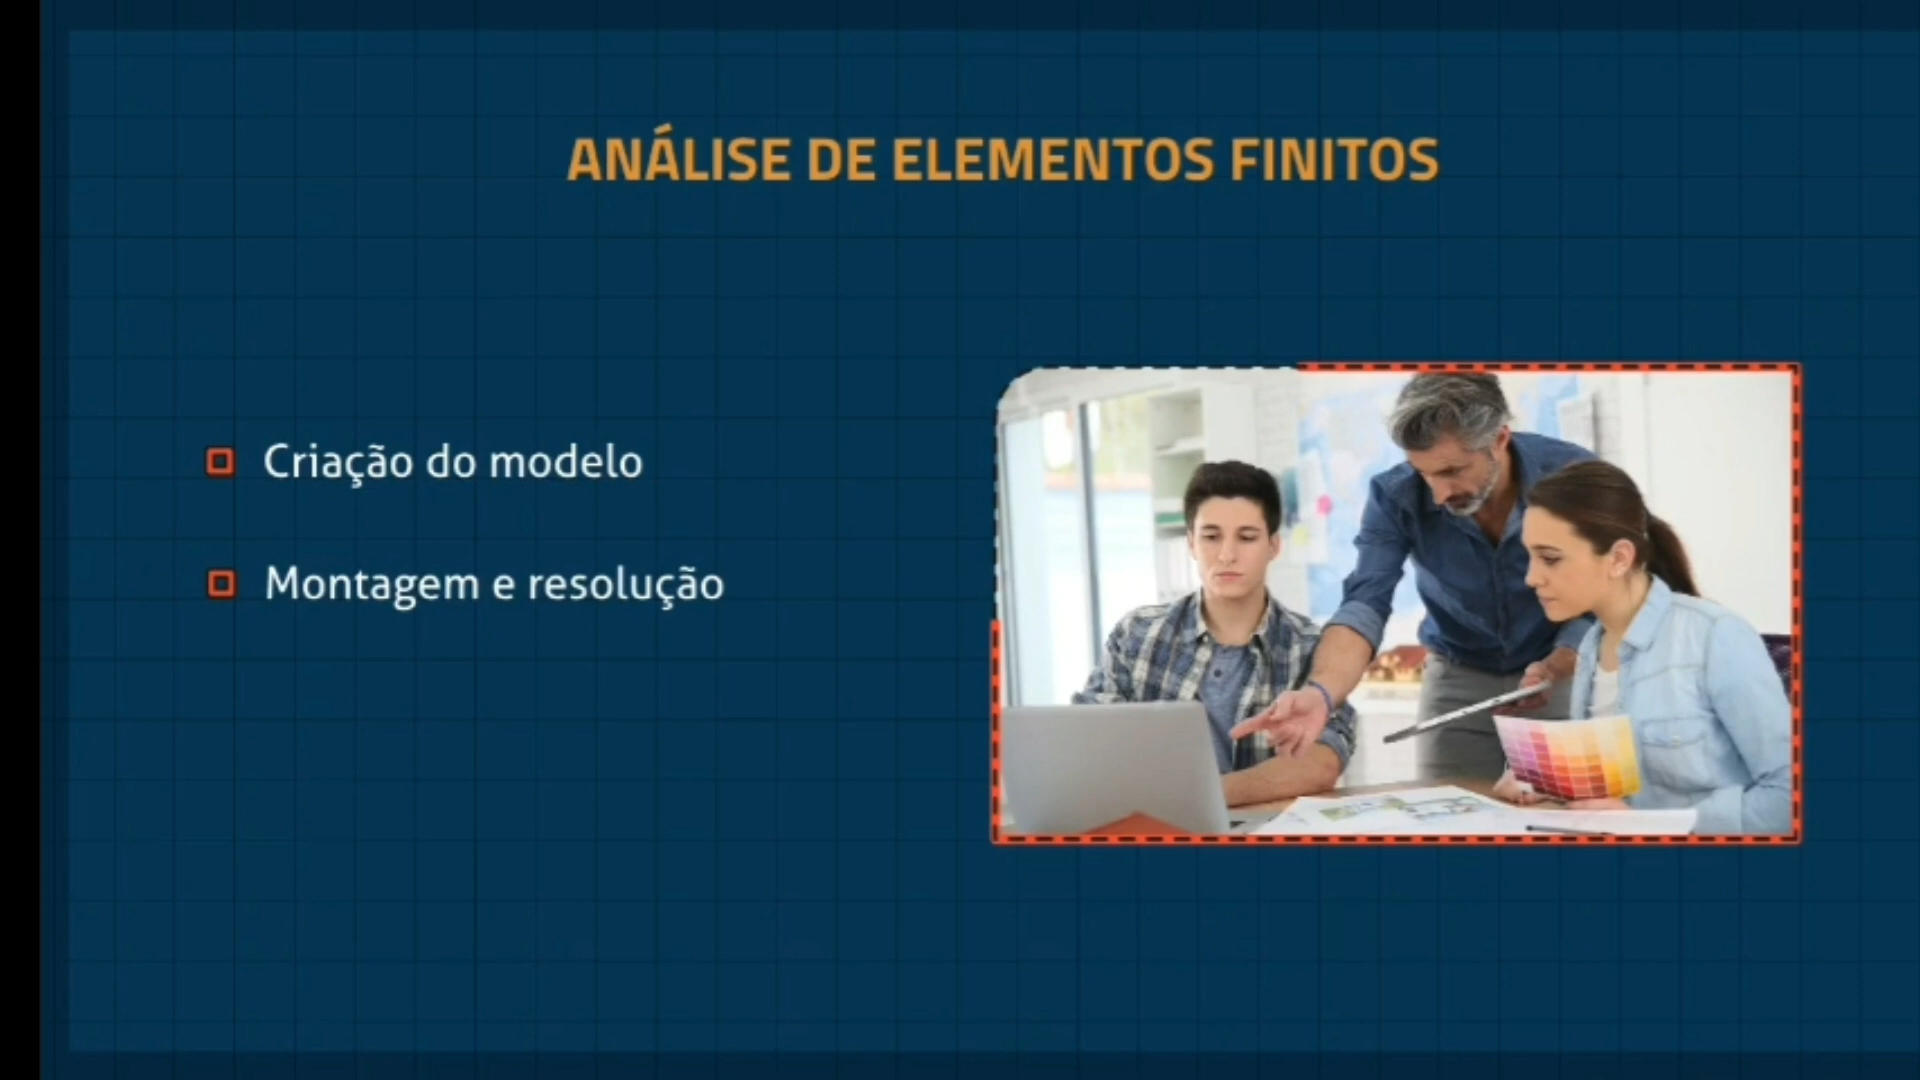 ANÁLISE DE ELEMENTOS FINITOS
Criação do modelo
Montagem e resolução